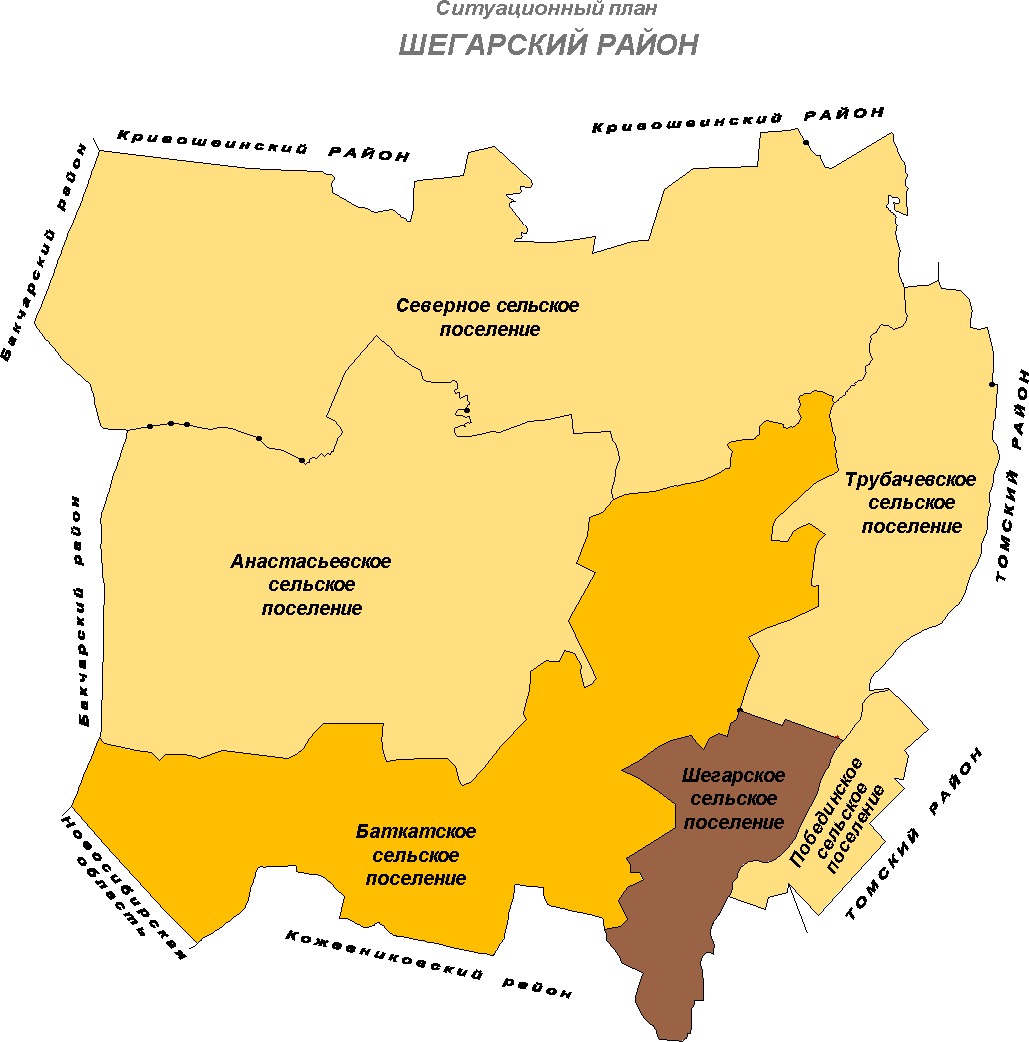 Ситуационный план
ШЕГАРСКИЙ РАЙОН
Кривошеинский РАЙОН
Кривошеинский РАЙОН
Бакчарский район
Северное сельское
поселение
Трубачевское
сельское
поселение
ТОМСКИЙ РАЙОН
Анастасьевское
сельское
поселение
Бакчарский район
Шегарское
сельское
поселение
Победнинское
сельское
поселение
ТОМСКИЙ РАЙОН
Баткатское
сельское
поселение
Новосибирская
область
Кожевниковский район